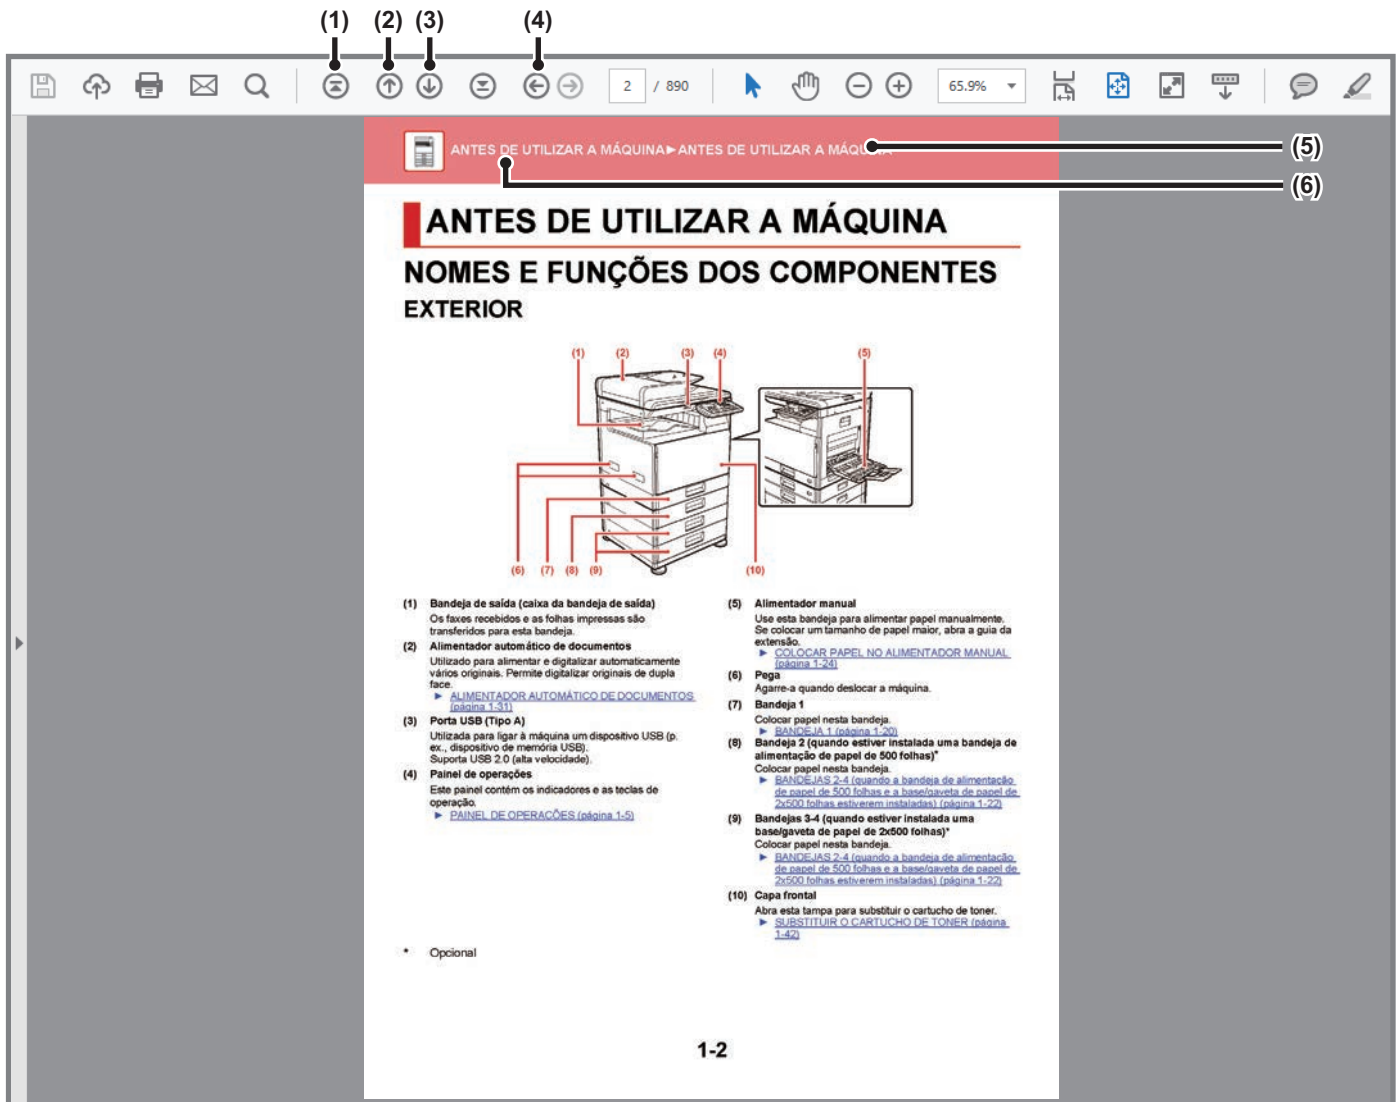 (1) (2) (3) (4)
2 / 890 65.9%
ANTES DE UTILIZAR A MÁQUINA►ANTES DE UTILIZAR A MÁQUINA
(5)
(6)
ANTES DE UTILIZAR A MÁQUINA
NOMES E FUNÇÕES DOS COMPONENTES
EXTERIOR
(1) (2) (3) (4) (5)
(6) (7) (8) (9) (10)
(1) Bandeja de saída (caixa da bandeja de saída)
Os faxes recebidos e as folhas impressas são
transferidos para esta bandeja.
(2) Alimentador automático de documentos
Utilizado para alimentar e digitalizar automaticamente
vários originais. Permite digitalizar originais de dupla
face.
► ALIMENTADOR AUTOMÁTICO DE DOCUMENTOS
(página 1-31)
(3) Porta USB (Tipo A)
Utilizada para ligar à máquina um dispositivo USB (p.
ex., dispositivo de memória USB).
Suporta USB 2.0 (alta velocidade).
(4) Painel de operações
Este painel contém os indicadores e as teclas de
operação.
► PAINEL DE OPERAÇÕES (página 1-5)
(5) Alimentador manual
Use esta bandeja para alimentar papel manualmente.
Se colocar um tamanho de papel maior, abra a guia da
extensão.
► COLOCAR PAPEL NO ALIMENTADOR MANUAL
(página 1-24)
(6) Pega
Agarre-a quando deslocar a máquina.
(7) Bandeja 1
Colocar papel nesta bandeja.
► BANDEJA 1 (página 1-20)
(8) Bandeja 2 (quando estiver instalada uma bandeja de
alimentação de papel de 500 folhas)*
Colocar papel nesta bandeja.
► BANDEJAS 2-4 (quando a bandeja de alimentação
de papel de 500 folhas e a base/gaveta de papel de
2x500 folhas estiverem instaladas) (página 1-22)
(9) Bandejas 3-4 (quando estiver instalada uma
base/gaveta de papel de 2x500 folhas)*
Colocar papel nesta bandeja.
► BANDEJAS 2-4 (quando a bandeja de alimentação
de papel de 500 folhas e a base/gaveta de papel de
2x500 folhas estiverem instaladas) (página 1-22)
(10) Capa frontal
Abra esta tampa para substituir o cartucho de toner.
► SUBSTITUIR O CARTUCHO DE TONER (página
1-42)
* Opcional
1-2